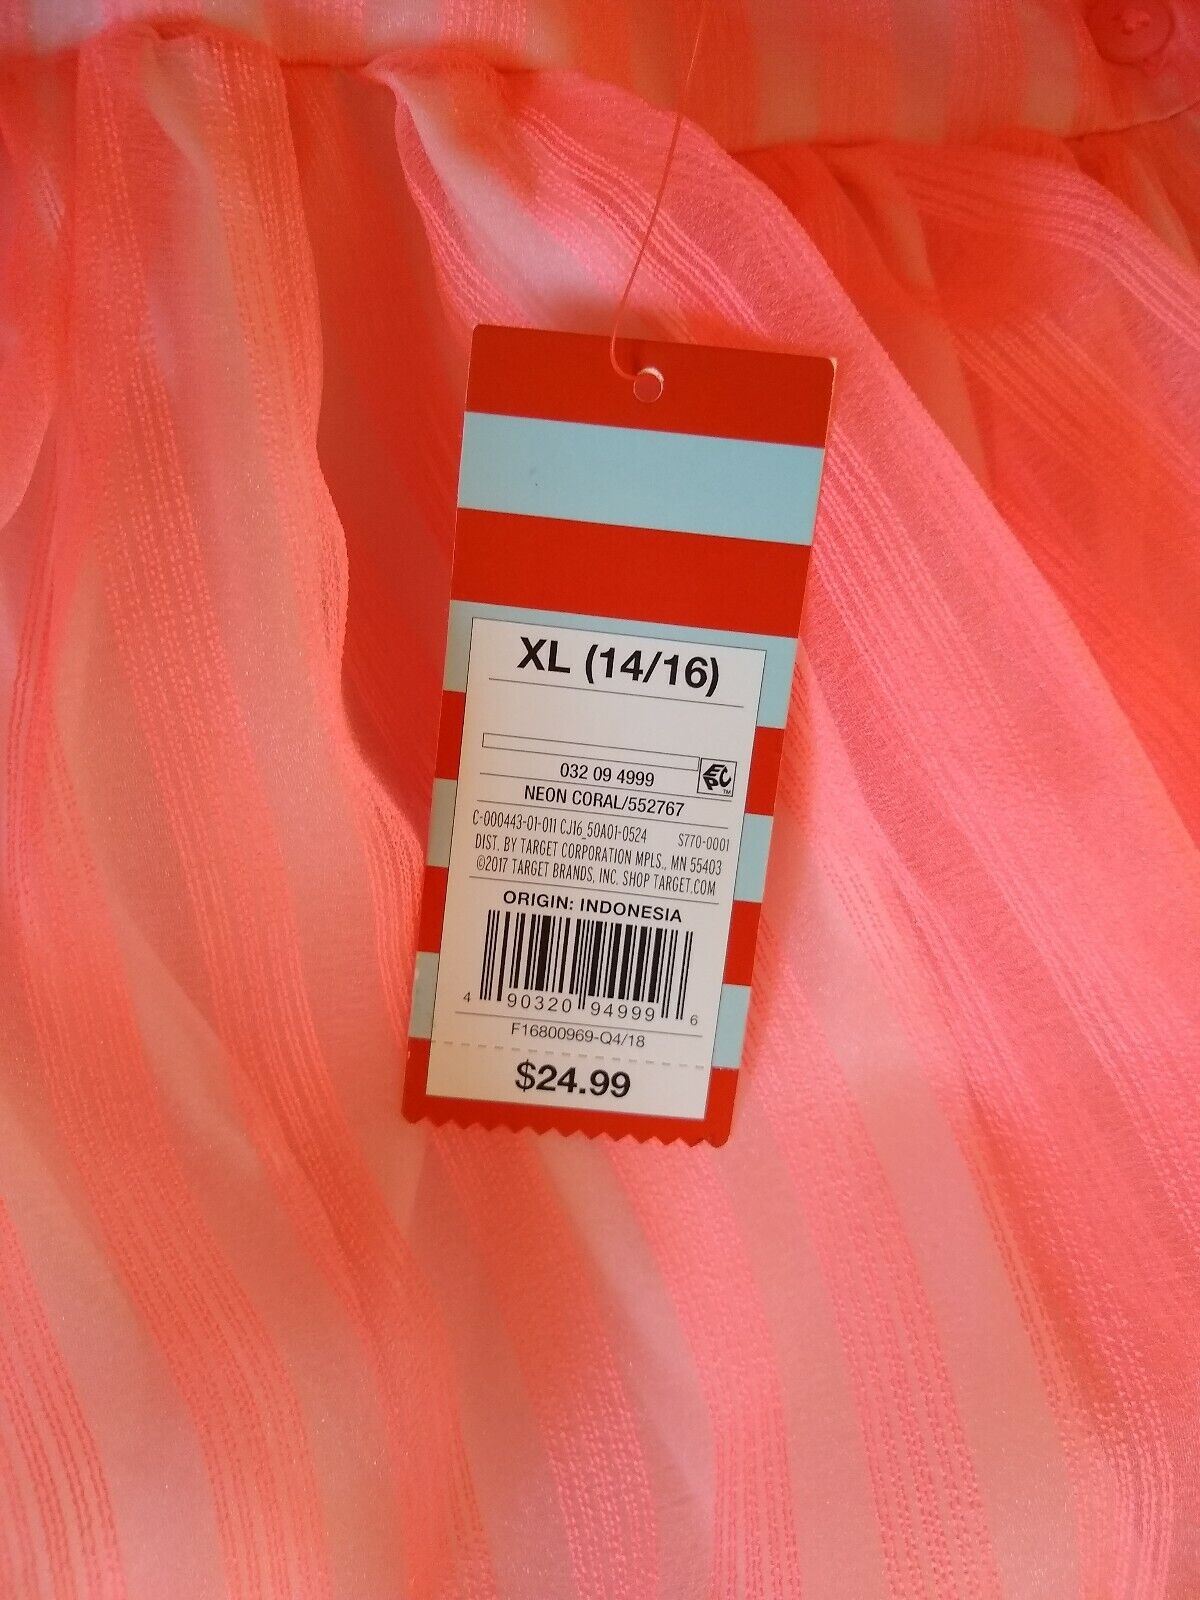 XL (14/16)
032 09 4999
EPC™
NEON CORAL/552767
C-000443-01-011 CJ16_50A01-0524 S770-0001
DIST. BY TARGET CORPORATION MPLS., MN 55403
©2017 TARGET BRANDS, INC. SHOP TARGET.COM
ORIGIN: INDONESIA
4 90320 94999 6
F16800969-Q4/18
$24.99